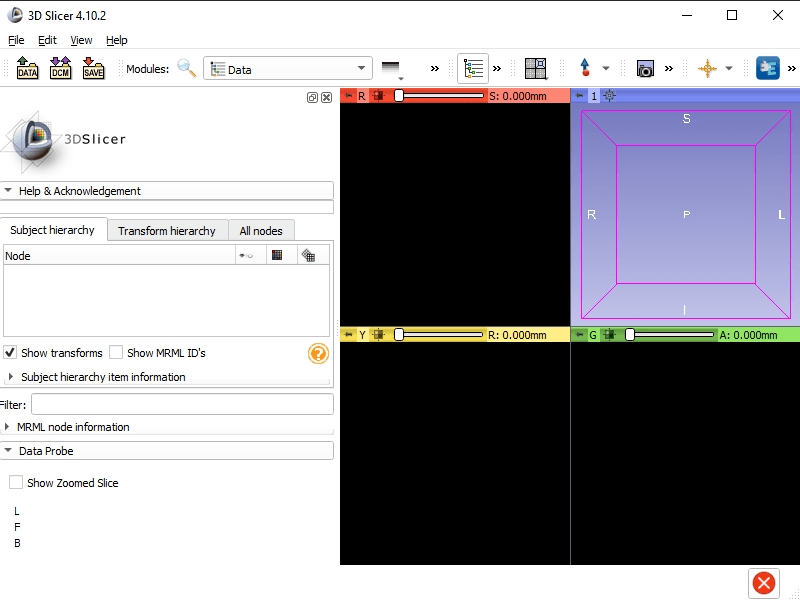 3D Slicer 4.10.2
File Edit View Help
DATA DCM SAVE Modules: Data
R S: 0.000mm 1
3DSlicer
S
R P L
I
Help & Acknowledgement
Subject hierarchy Transform hierarchy All nodes
Node
Y R: 0.000mm G A: 0.000mm
Show transforms Show MRML ID's
Subject hierarchy item information
Filter:
MRML node information
Data Probe
Show Zoomed Slice
L
F
B